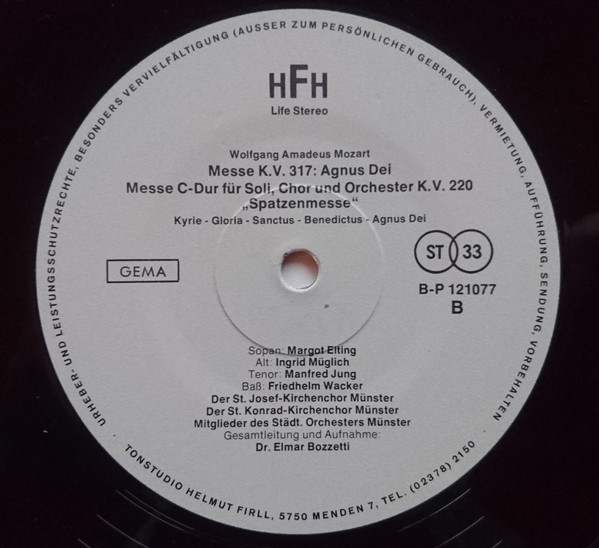 URHEBER- UND LEISTUNGSSCHUTZRECHTE, BESONDERS VERVIELFÄLTIGUNG (AUSSER ZUM PERSÖNLICHEN GEBRAUCH), VERMIETUNG, AUFFÜHRUNG, SENDUNG, VORBEHALTEN
HFH
Life Stereo
Wolfgang Amadeus Mozart
Messe K.V. 317: Agnus Dei
Messe C-Dur für Soli, Chor und Orchester K.V. 220
„Spatzenmesse“
Kyrie - Gloria - Sanctus - Benedictus - Agnus Dei
GEMA
ST 33
B-P 121077
B
Sopan: Margot Elting
Alt: Ingrid Müglich
Tenor: Manfred Jung
Baß: Friedhelm Wacker
Der St. Josef-Kirchenchor Münster
Der St. Konrad-Kirchenchor Münster
Mitglieder des Städt. Orchesters Münster
Gesamtleitung und Aufnahme:
Dr. Elmar Bozzetti
TONSTUDIO HELMUT FIRLL, 5750 MENDEN 7, TEL. (02378) 2150